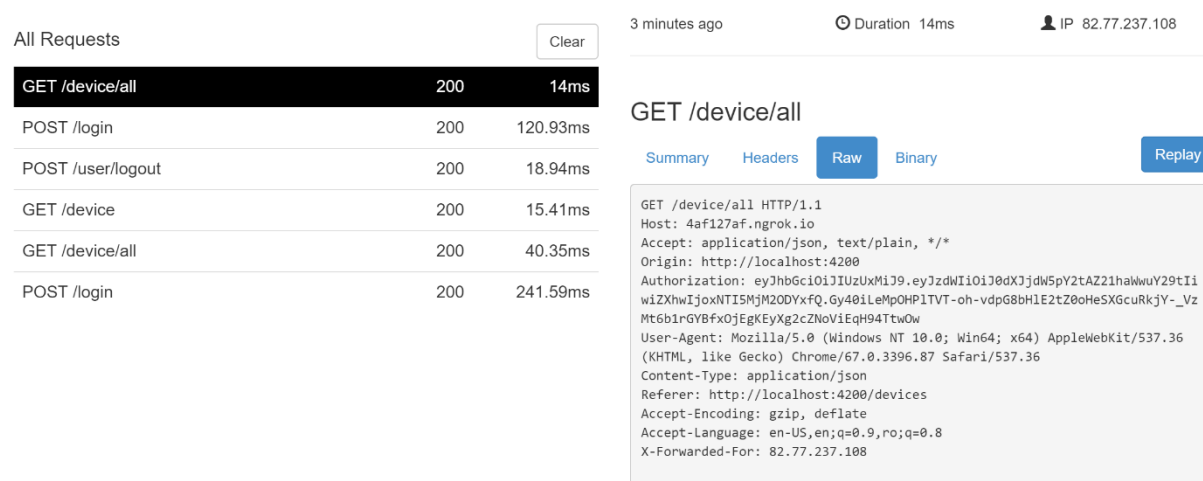 All Requests
Clear
GET /device/all 200 14ms
POST /login 200 120.93ms
POST /user/logout 200 18.94ms
GET /device 200 15.41ms
GET /device/all 200 40.35ms
POST /login 200 241.59ms
3 minutes ago Duration 14ms IP 82.77.237.108
GET /device/all
Summary Headers Raw Binary Replay
GET /device/all HTTP/1.1
Host: 4af127af.ngrok.io
Accept: application/json, text/plain, */*
Origin: http://localhost:4200
Authorization: eyJhbGciOiJIUzUxMiJ9.eyJzdWIiOiJ0dXJjdW5pY2tAZ21haWwuY29tIi
wiZXhwIjoxNTI5MjM2ODYxfQ.Gy40iLeMpOHPlTVT-oh-vdpG8bHlE2tZ0oHeSXGcuRkjY-_Vz
Mt6b1rGYBfxOjEgKEyXg2cZNoViEqH94TtwOw
User-Agent: Mozilla/5.0 (Windows NT 10.0; Win64; x64) AppleWebKit/537.36
(KHTML, like Gecko) Chrome/67.0.3396.87 Safari/537.36
Content-Type: application/json
Referer: http://localhost:4200/devices
Accept-Encoding: gzip, deflate
Accept-Language: en-US,en;q=0.9,ro;q=0.8
X-Forwarded-For: 82.77.237.108